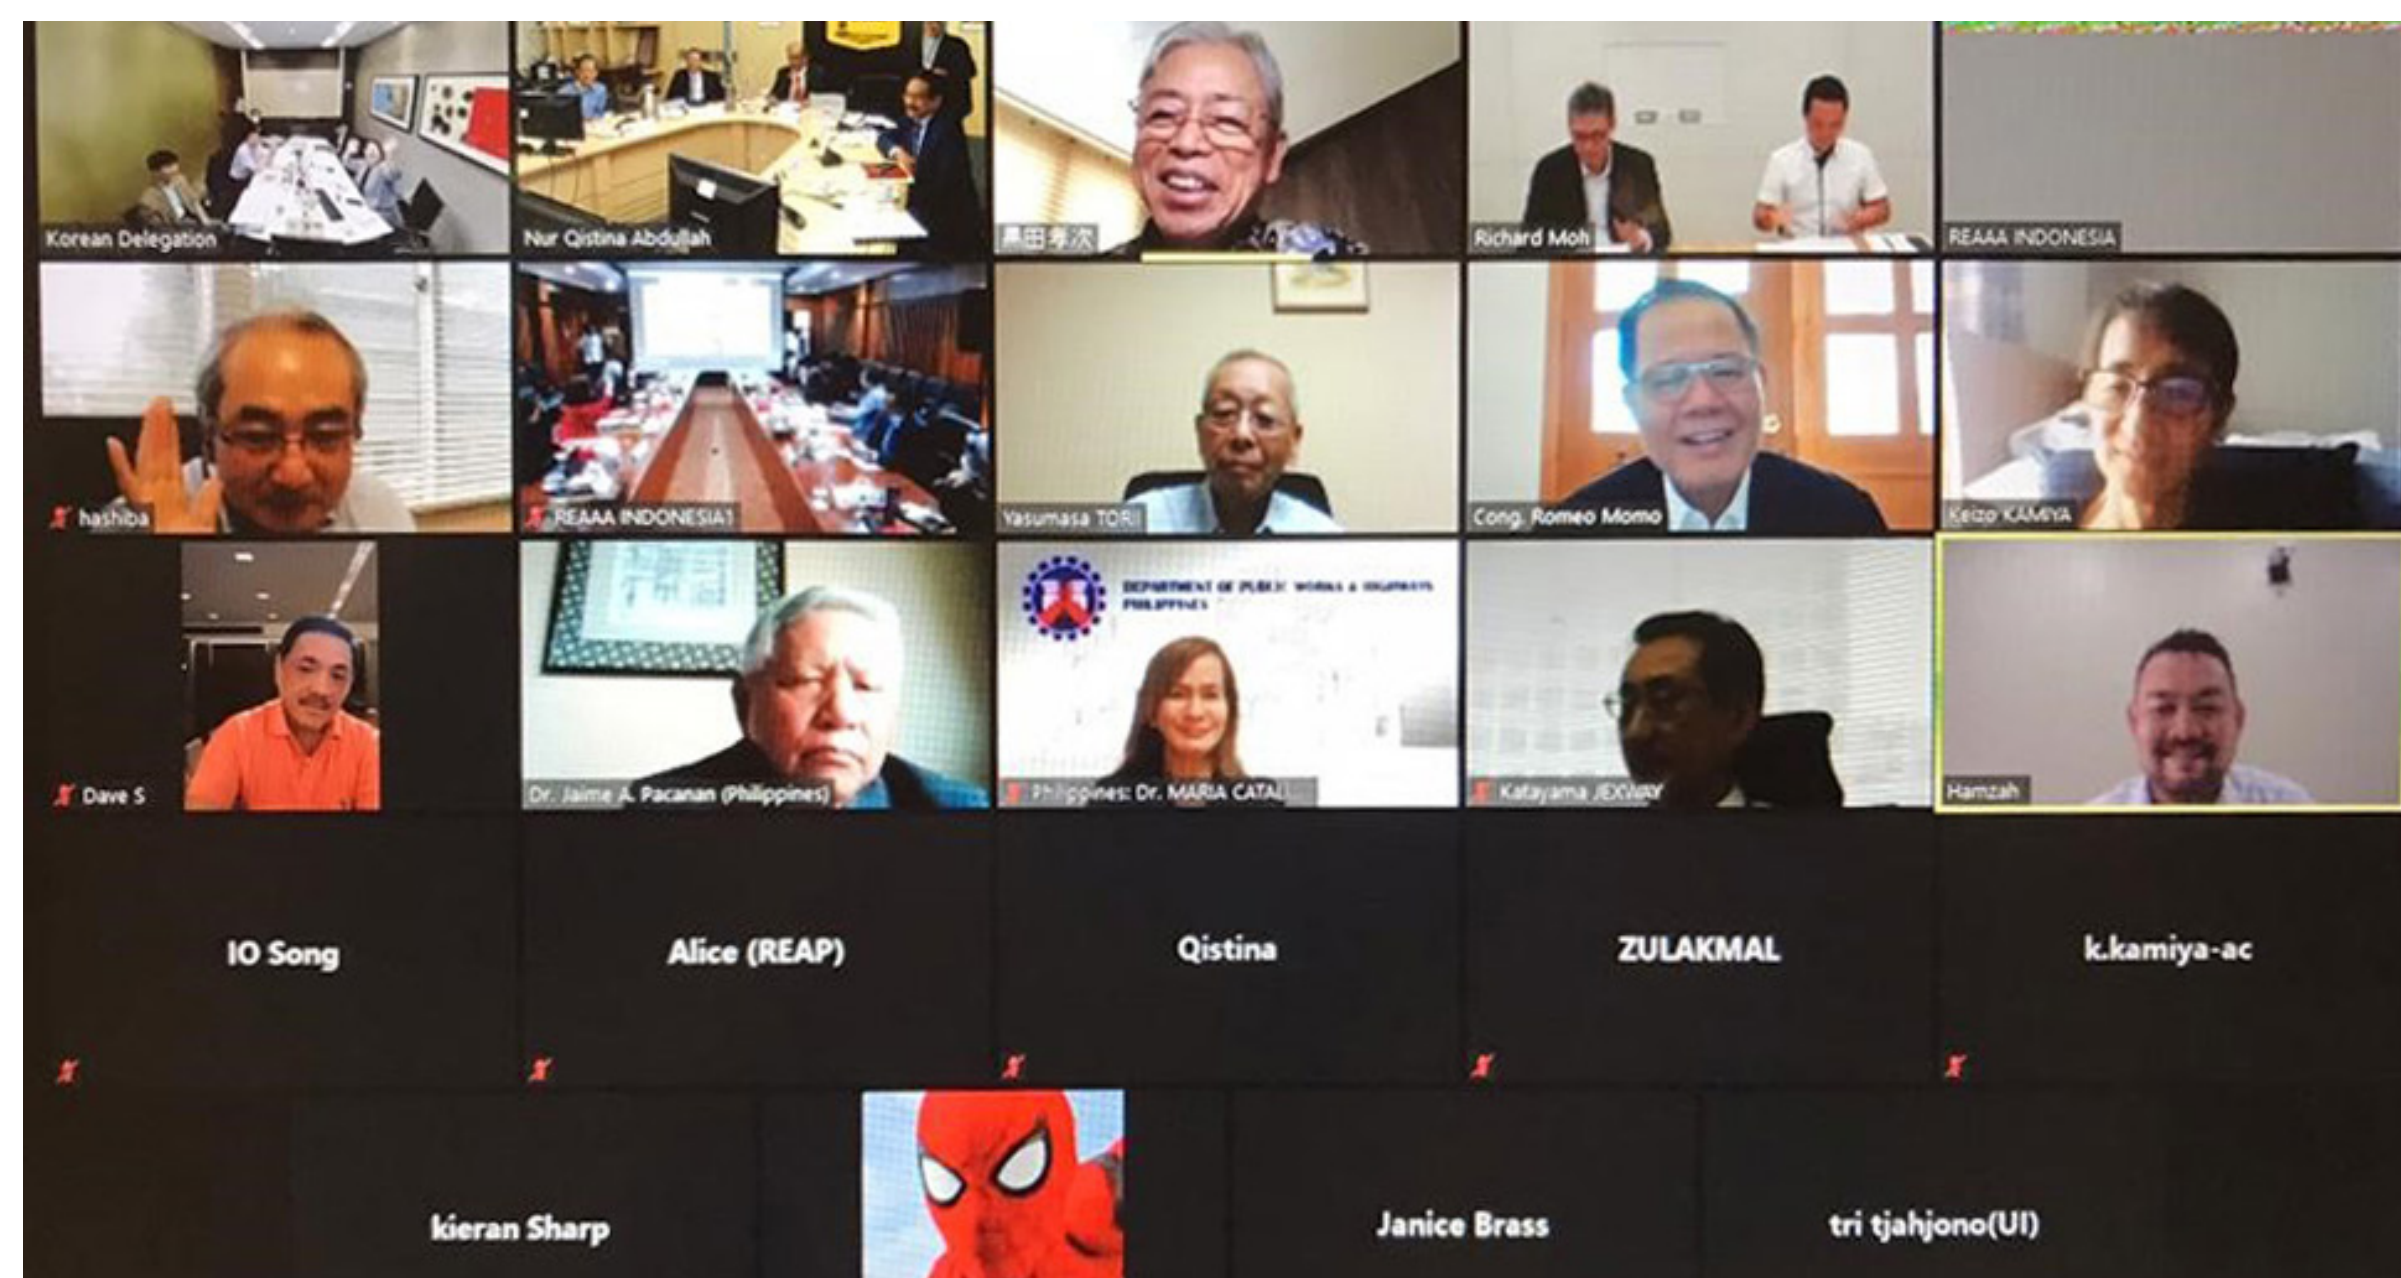 Korean Delegation
Nur Qistina Abdullah
黒田孝次
Richard Moh
REAAA INDONESIA
hashiba
REAAA INDONESIA1
Yasumasa TORII
Cong. Romeo Momo
Keizo KAMIYA
Dave S
Dr. Jaime A. Pacanan (Philippines)
DEPARTMENT OF PUBLIC WORKS & HIGHWAYS
PHILIPPINES
Philippines: Dr. MARIA CATAL
Katayama JEXWAY
Hamzah
IO Song
Alice (REAP)
Qistina
ZULAKMAL
k.kamiya-ac
kieran Sharp
Janice Brass
tri tjahjono(UI)